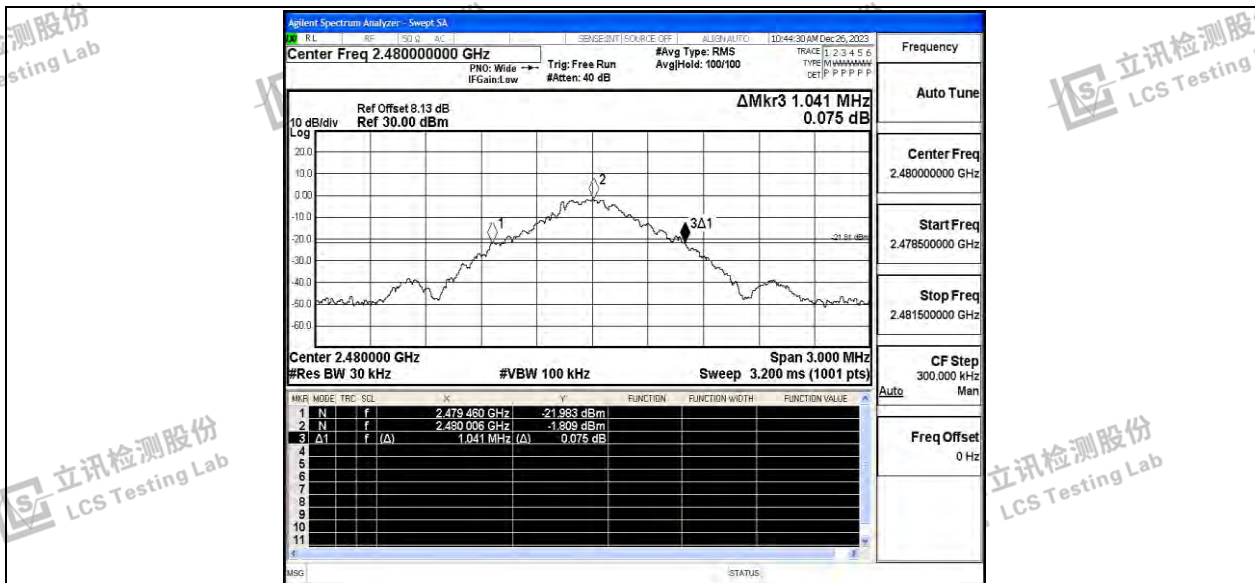 立讯检测股份
LCS Testing Lab
Agilent Spectrum Analyzer - Swept SA
RL RF 50 Ω AC SENSE:INT SOURCE OFF ALIGN AUTO 10:44:30 AM Dec 26, 2023
Center Freq 2.480000000 GHz
PNO: Wide
IFGain:Low
Trig: Free Run
#Atten: 40 dB
#Avg Type: RMS
Avg|Hold: 100/100
TRACE 1 2 3 4 5 6
TYPE M WWWWW
DET P P P P P P
Frequency
Auto Tune
ΔMkr3 1.041 MHz
0.075 dB
Ref Offset 8.13 dB
10 dB/div Ref 30.00 dBm
Log
20.0
10.0
0.00
-10.0
-20.0
-30.0
-40.0
-50.0
-60.0
1
2
3Δ1
-21.81 dBm
Center 2.480000 GHz Span 3.000 MHz
#Res BW 30 kHz #VBW 100 kHz Sweep 3.200 ms (1001 pts)
MKR MODE TRC SCL X Y FUNCTION FUNCTION WIDTH FUNCTION VALUE
1 N f 2.479 460 GHz -21.983 dBm
2 N f 2.480 006 GHz -1.809 dBm
3 Δ1 f (Δ) 1.041 MHz (Δ) 0.075 dB
4
5
6
7
8
9
10
11
Center Freq
2.480000000 GHz
Start Freq
2.478500000 GHz
Stop Freq
2.481500000 GHz
CF Step
300.000 kHz
Auto Man
Freq Offset
0 Hz
MSG STATUS
立讯检测股份
LCS Testing Lab
立讯检测股份
LCS Testing Lab
立讯检测股份
LCS Testing Lab